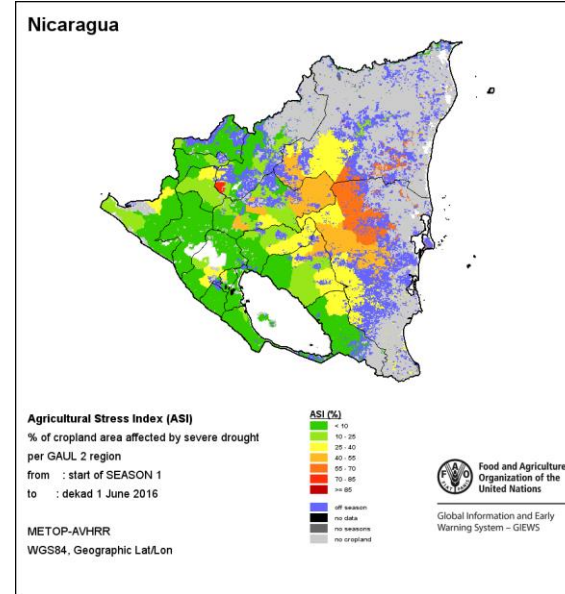 Nicaragua
Agricultural Stress Index (ASI)
% of cropland area affected by severe drought
per GAUL 2 region
from : start of SEASON 1
to : dekad 1 June 2016
METOP-AVHRR
WGS84, Geographic Lat/Lon
ASI (%)
< 10
10 - 25
25 - 40
40 - 55
55 - 70
70 - 85
>= 85
off season
no data
no seasons
no cropland
FAO
Food and Agriculture
Organization of the
United Nations
Global Information and Early
Warning System – GIEWS